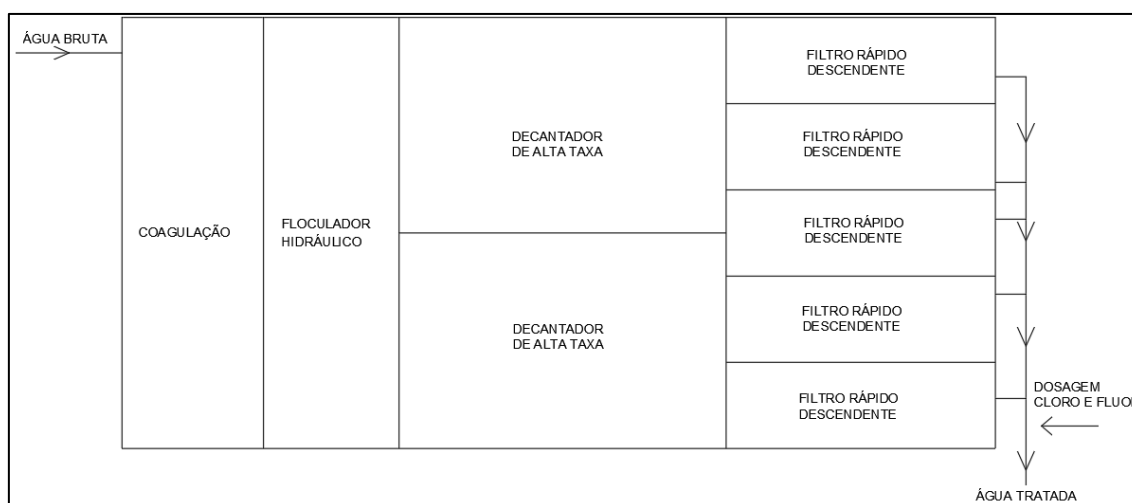 ÁGUA BRUTA
COAGULAÇÃO
FLOCULADOR
HIDRÁULICO
DECANTADOR
DE ALTA TAXA
DECANTADOR
DE ALTA TAXA
FILTRO RÁPIDO
DESCENDENTE
FILTRO RÁPIDO
DESCENDENTE
FILTRO RÁPIDO
DESCENDENTE
FILTRO RÁPIDO
DESCENDENTE
FILTRO RÁPIDO
DESCENDENTE
DOSAGEM
CLORO E FLUO
ÁGUA TRATADA